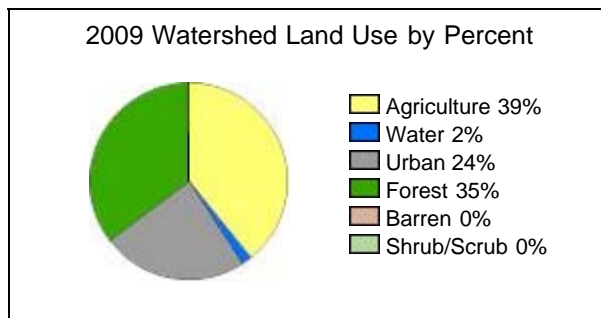 2009 Watershed Land Use by Percent
Agriculture 39%
Water 2%
Urban 24%
Forest 35%
Barren 0%
Shrub/Scrub 0%